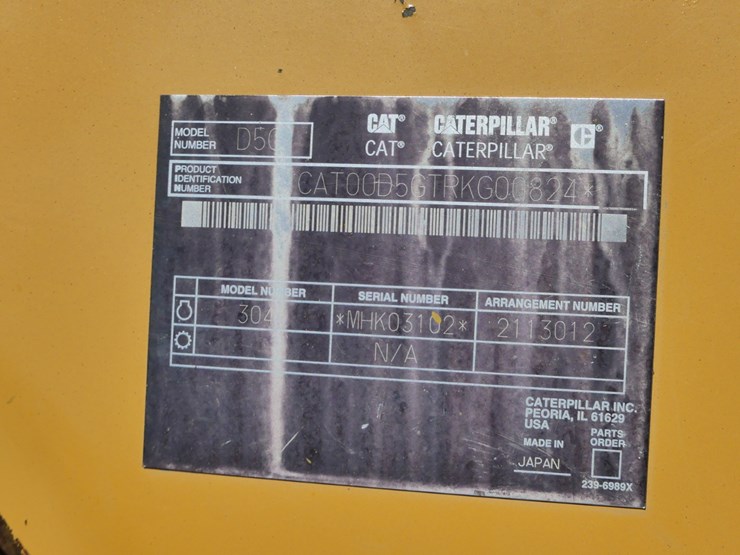 CAT® CATERPILLAR® ®
CAT® CATERPILLAR®
MODEL NUMBER D5G
PRODUCT IDENTIFICATION NUMBER CAT00D5GTRKG00824*
MODEL NUMBER SERIAL NUMBER ARRANGEMENT NUMBER
*MHK03102* 2113012
N/A
CATERPILLAR INC.
PEORIA, IL 61629
USA
MADE IN PARTS ORDER
JAPAN
239-6989X